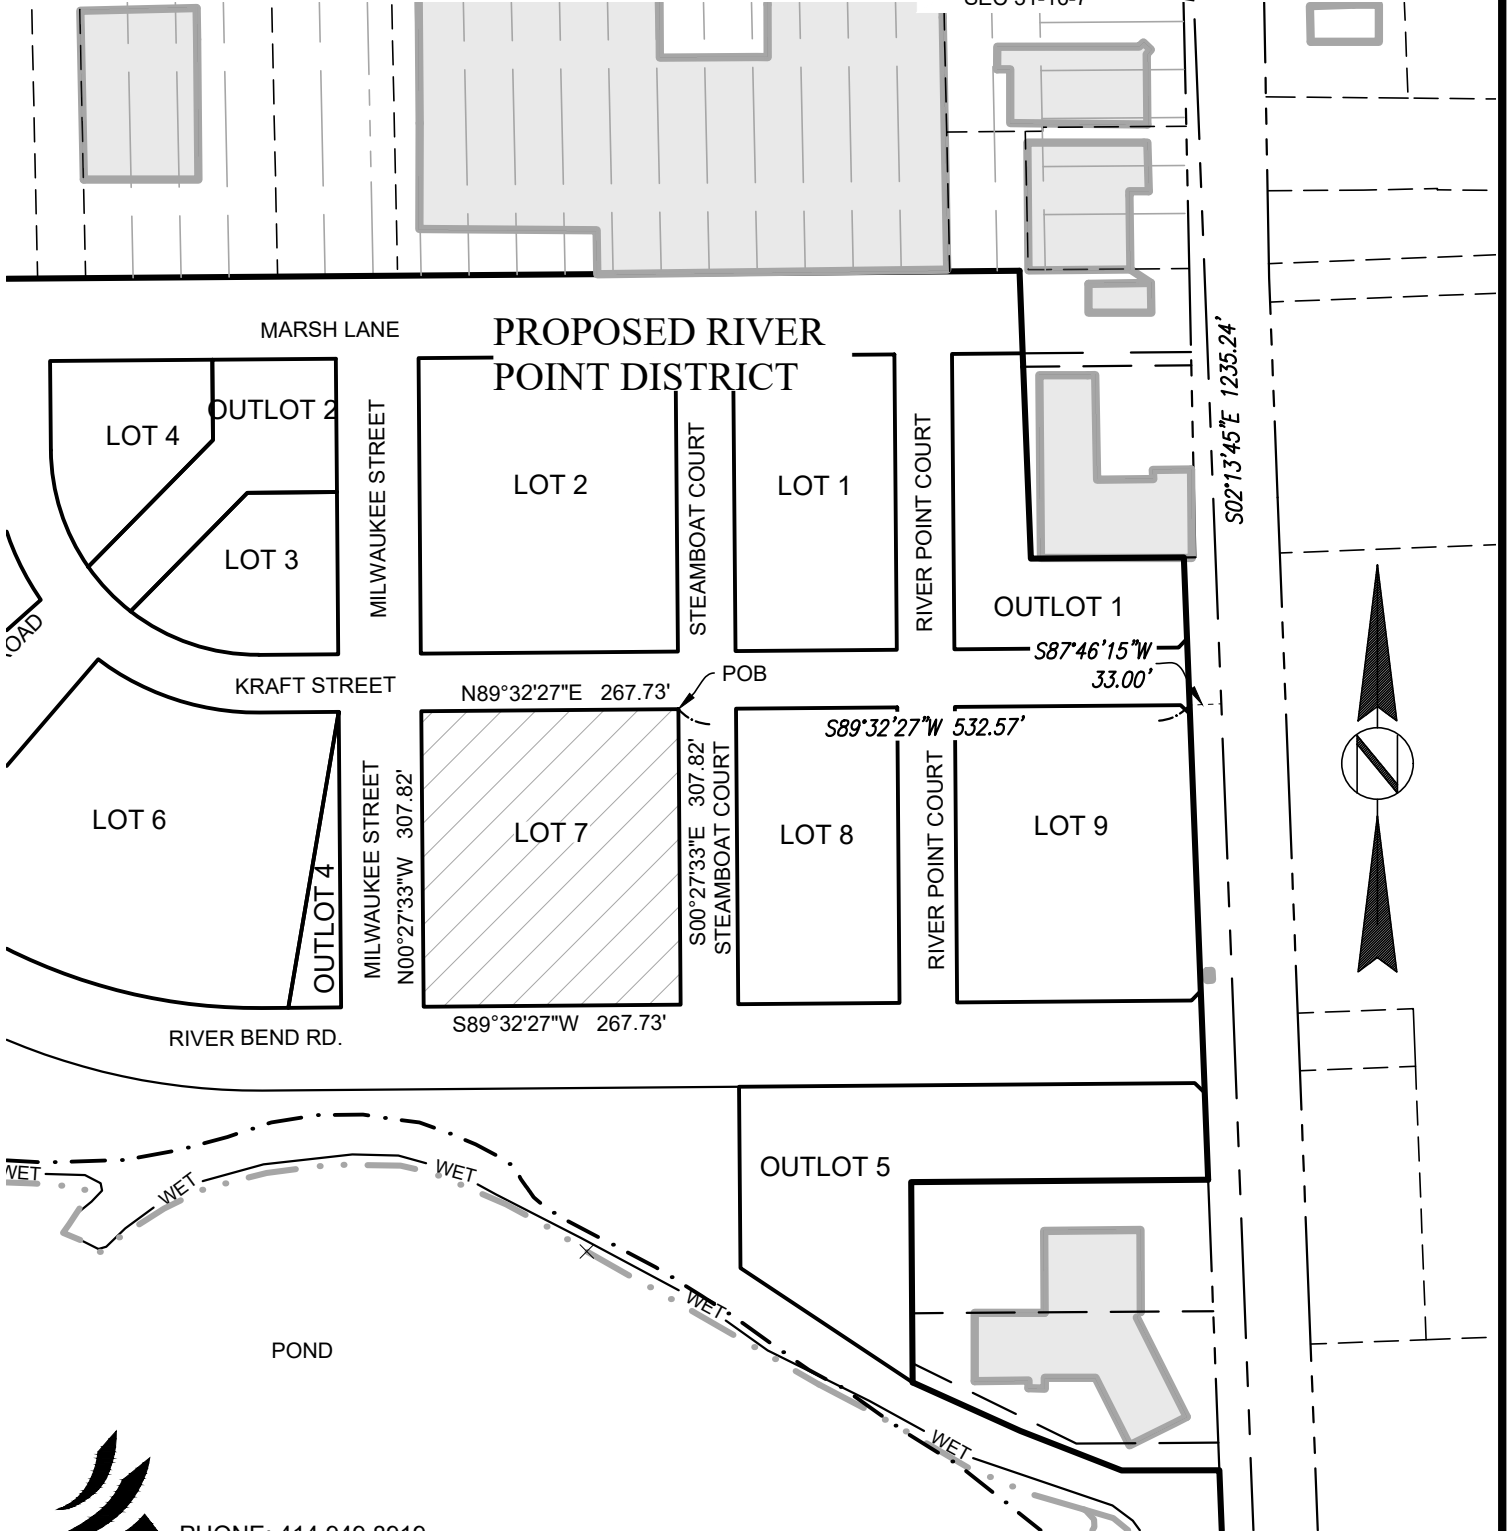 MARSH LANE
PROPOSED RIVER
POINT DISTRICT
S02°13'45"E 1235.24'
OUTLOT 2
LOT 4
MILWAUKEE STREET
LOT 2
STEAMBOAT COURT
LOT 1
RIVER POINT COURT
LOT 3
OUTLOT 1
S87°46'15"W
33.00'
KRAFT STREET
N89°32'27"E 267.73'
POB
S89°32'27"W 532.57'
LOT 6
OUTLOT 4
MILWAUKEE STREET
N00°27'33"W 307.82'
LOT 7
S00°27'33"E 307.82'
STEAMBOAT COURT
LOT 8
RIVER POINT COURT
LOT 9
N
RIVER BEND RD.
S89°32'27"W 267.73'
OUTLOT 5
WET
WET
WET
WET
WET
POND